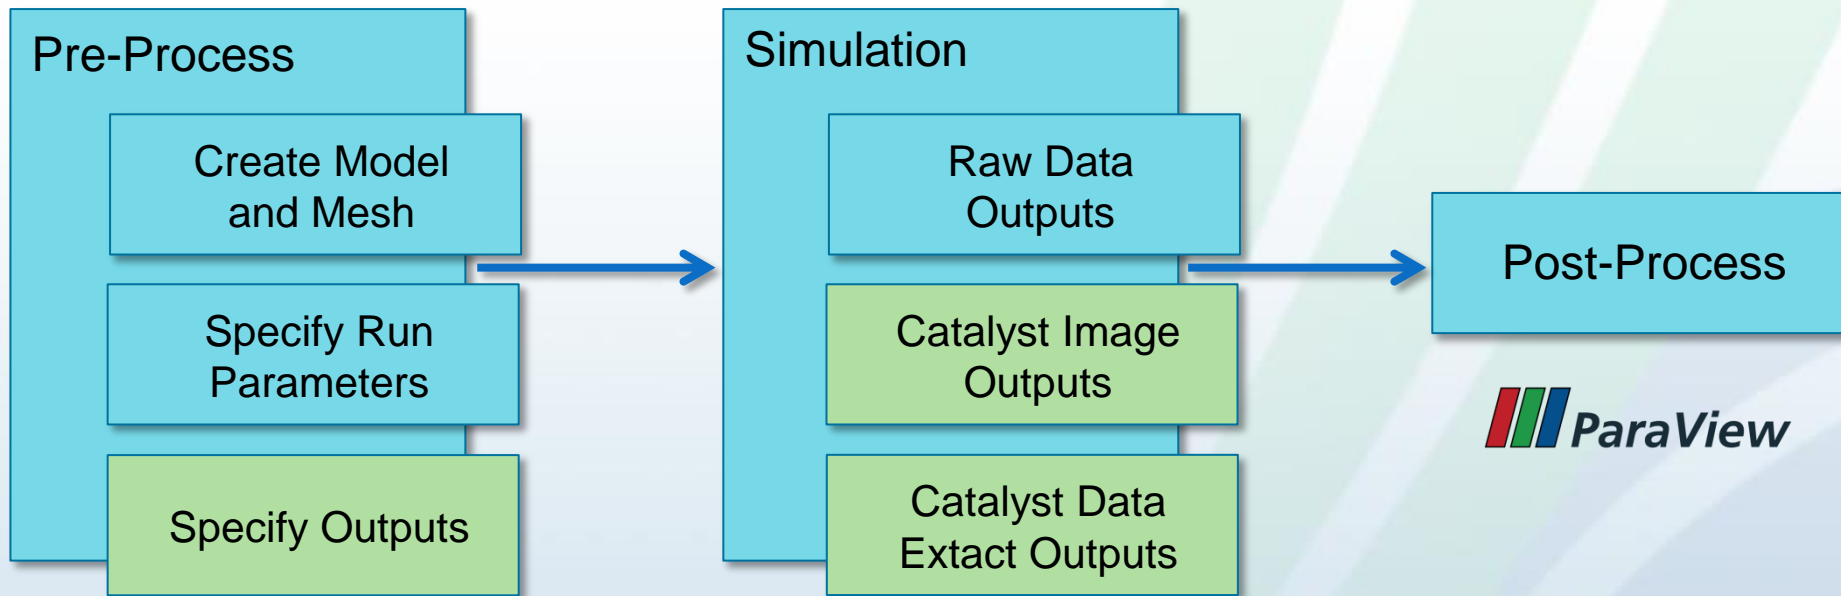 Pre-Process
Create Model
and Mesh
Specify Run
Parameters
Specify Outputs
Simulation
Raw Data
Outputs
Catalyst Image
Outputs
Catalyst Data
Extact Outputs
Post-Process
ParaView